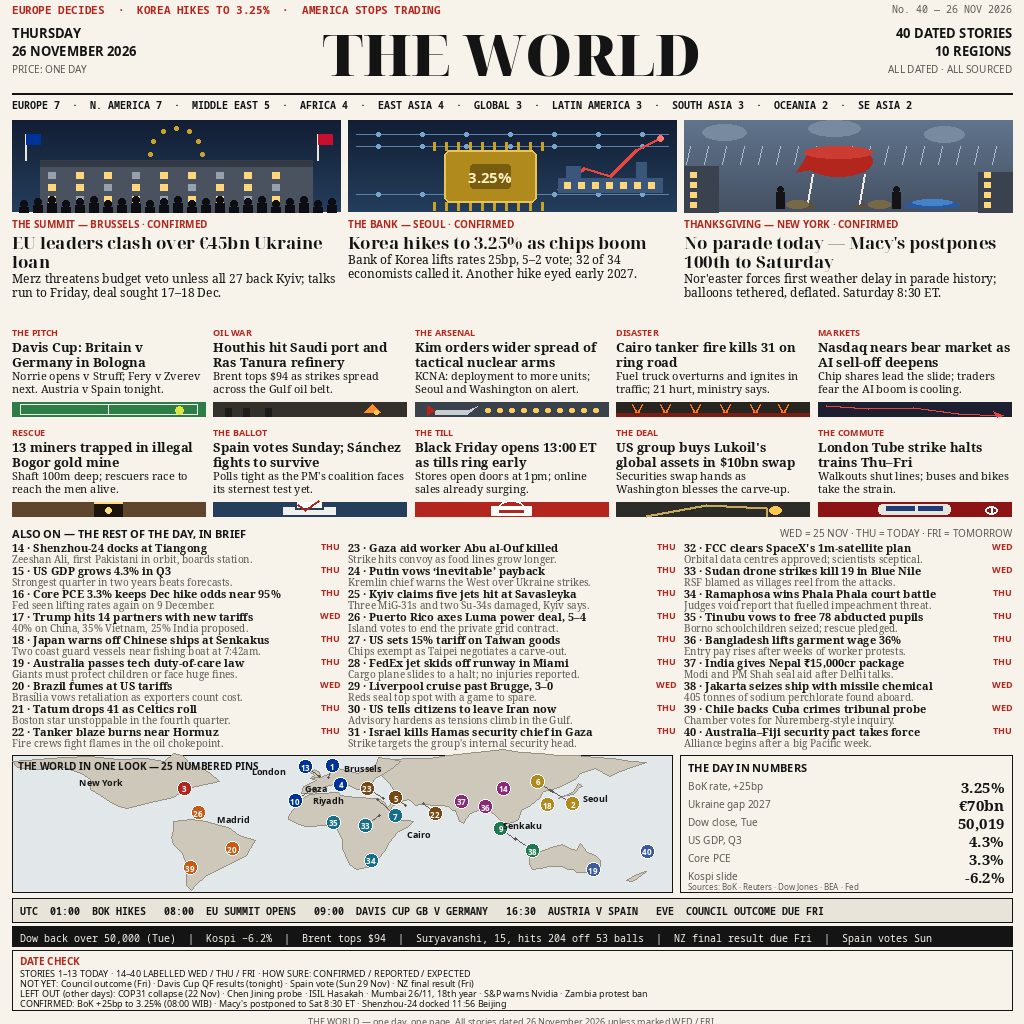 EUROPE DECIDES · KOREA HIKES TO 3.25% · AMERICA STOPS TRADING
No. 40 — 26 NOV 2026
THURSDAY
26 NOVEMBER 2026
PRICE: ONE DAY
THE WORLD
40 DATED STORIES
10 REGIONS
ALL DATED · ALL SOURCED
EUROPE 7 · N. AMERICA 7 · MIDDLE EAST 5 · AFRICA 4 · EAST ASIA 4 · GLOBAL 3 · LATIN AMERICA 3 · SOUTH ASIA 3 · OCEANIA 2 · SE ASIA 2
3.25%
THE SUMMIT — BRUSSELS · CONFIRMED
EU leaders clash over €45bn Ukraine
loan
Merz threatens budget veto unless all 27 back Kyiv; talks
run to Friday, deal sought 17–18 Dec.
THE BANK — SEOUL · CONFIRMED
Korea hikes to 3.25% as chips boom
Bank of Korea lifts rates 25bp, 5–2 vote; 32 of 34
economists called it. Another hike eyed early 2027.
THANKSGIVING — NEW YORK · CONFIRMED
No parade today — Macy's postpones
100th to Saturday
Nor'easter forces first weather delay in parade history;
balloons tethered, deflated. Saturday 8:30 ET.
THE PITCH
Davis Cup: Britain v
Germany in Bologna
Norrie opens v Struff; Fery v Zverev
next. Austria v Spain tonight.
OIL WAR
Houthis hit Saudi port and
Ras Tanura refinery
Brent tops $94 as strikes spread
across the Gulf oil belt.
THE ARSENAL
Kim orders wider spread of
tactical nuclear arms
KCNA: deployment to more units;
Seoul and Washington on alert.
DISASTER
Cairo tanker fire kills 31 on
ring road
Fuel truck overturns and ignites in
traffic; 21 hurt, ministry says.
MARKETS
Nasdaq nears bear market as
AI sell-off deepens
Chip shares lead the slide; traders
fear the AI boom is cooling.
RESCUE
13 miners trapped in illegal
Bogor gold mine
Shaft 100m deep; rescuers race to
reach the men alive.
THE BALLOT
Spain votes Sunday; Sánchez
fights to survive
Polls tight as the PM's coalition faces
its sternest test yet.
THE TILL
Black Friday opens 13:00 ET
as tills ring early
Stores open doors at 1pm; online
sales already surging.
THE DEAL
US group buys Lukoil's
global assets in $10bn swap
Securities swap hands as
Washington blesses the carve-up.
THE COMMUTE
London Tube strike halts
trains Thu–Fri
Walkouts shut lines; buses and bikes
take the strain.
ALSO ON — THE REST OF THE DAY, IN BRIEF
WED = 25 NOV · THU = TODAY · FRI = TOMORROW
14 · Shenzhou-24 docks at Tiangong THU
Zeeshan Ali, first Pakistani in orbit, boards station.
15 · US GDP grows 4.3% in Q3 THU
Strongest quarter in two years beats forecasts.
16 · Core PCE 3.3% keeps Dec hike odds near 95% THU
Fed seen lifting rates again on 9 December.
17 · Trump hits 14 partners with new tariffs WED
40% on China, 35% Vietnam, 25% India proposed.
18 · Japan warns off Chinese ships at Senkakus THU
Two coast guard vessels near fishing boat at 7:42am.
19 · Australia passes tech duty-of-care law THU
Giants must protect children or face huge fines.
20 · Brazil fumes at US tariffs WED
Brasília vows retaliation as exporters count cost.
21 · Tatum drops 41 as Celtics roll THU
Boston star unstoppable in the fourth quarter.
22 · Tanker blaze burns near Hormuz THU
Fire crews fight flames in the oil chokepoint.
23 · Gaza aid worker Abu al-Ouf killed THU
Strike hits convoy as food lines grow longer.
24 · Putin vows 'inevitable' payback THU
Kremlin chief warns the West over Ukraine strikes.
25 · Kyiv claims five jets hit at Savasleyka THU
Three MiG-31s and two Su-34s damaged, Kyiv says.
26 · Puerto Rico axes Luma power deal, 5–4 WED
Island votes to end the private grid contract.
27 · US sets 15% tariff on Taiwan goods THU
Chips exempt as Taipei negotiates a carve-out.
28 · FedEx jet skids off runway in Miami THU
Cargo plane slides to a halt; no injuries reported.
29 · Liverpool cruise past Brugge, 3–0 WED
Reds seal top spot with a game to spare.
30 · US tells citizens to leave Iran now THU
Advisory hardens as tensions climb in the Gulf.
31 · Israel kills Hamas security chief in Gaza THU
Strike targets the group's internal security head.
32 · FCC clears SpaceX's 1m-satellite plan WED
Orbital data centres approved; scientists sceptical.
33 · Sudan drone strikes kill 19 in Blue Nile THU
RSF blamed as villages reel from the attacks.
34 · Ramaphosa wins Phala Phala court battle THU
Judges void report that fuelled impeachment threat.
35 · Tinubu vows to free 78 abducted pupils THU
Borno schoolchildren seized; rescue pledged.
36 · Bangladesh lifts garment wage 36% THU
Entry pay rises after weeks of worker protests.
37 · India gives Nepal ₹15,000cr package THU
Modi and PM Shah seal aid after Delhi talks.
38 · Jakarta seizes ship with missile chemical WED
405 tonnes of sodium perchlorate found aboard.
39 · Chile backs Cuba crimes tribunal probe WED
Chamber votes for Nuremberg-style inquiry.
40 · Australia–Fiji security pact takes force THU
Alliance begins after a big Pacific week.
THE WORLD IN ONE LOOK — 25 NUMBERED PINS
London
13
1
Brussels
New York
3
Gaza
4
23
10
Riyadh
5
6
14
37
36
18
2
Seoul
26
Madrid
35
33
7
22
Cairo
9
Senkaku
20
34
38
40
39
19
THE DAY IN NUMBERS
BoK rate, +25bp 3.25%
Ukraine gap 2027 €70bn
Dow close, Tue 50,019
US GDP, Q3 4.3%
Core PCE 3.3%
Kospi slide -6.2%
Sources: BoK · Reuters · Dow Jones · BEA · Fed
UTC 01:00 BOK HIKES 08:00 EU SUMMIT OPENS 09:00 DAVIS CUP GB V GERMANY 16:30 AUSTRIA V SPAIN EVE COUNCIL OUTCOME DUE FRI
Dow back over 50,000 (Tue) | Kospi −6.2% | Brent tops $94 | Suryavanshi, 15, hits 204 off 53 balls | NZ final result due Fri | Spain votes Sun
DATE CHECK
STORIES 1–13 TODAY · 14–40 LABELLED WED / THU / FRI · HOW SURE: CONFIRMED / REPORTED / EXPECTED
NOT YET: Council outcome (Fri) · Davis Cup QF results (tonight) · Spain vote (Sun 29 Nov) · NZ final result (Fri)
LEFT OUT (other days): COP31 collapse (22 Nov) · Chen Jining probe · ISIL Hasakah · Mumbai 26/11, 18th year · S&P warns Nvidia · Zambia protest ban
CONFIRMED: BoK +25bp to 3.25% (08:00 WIB) · Macy's postponed to Sat 8:30 ET · Shenzhou-24 docked 11:56 Beijing
THE WORLD — one day, one page. All stories dated 26 November 2026 unless marked WED / FRI.